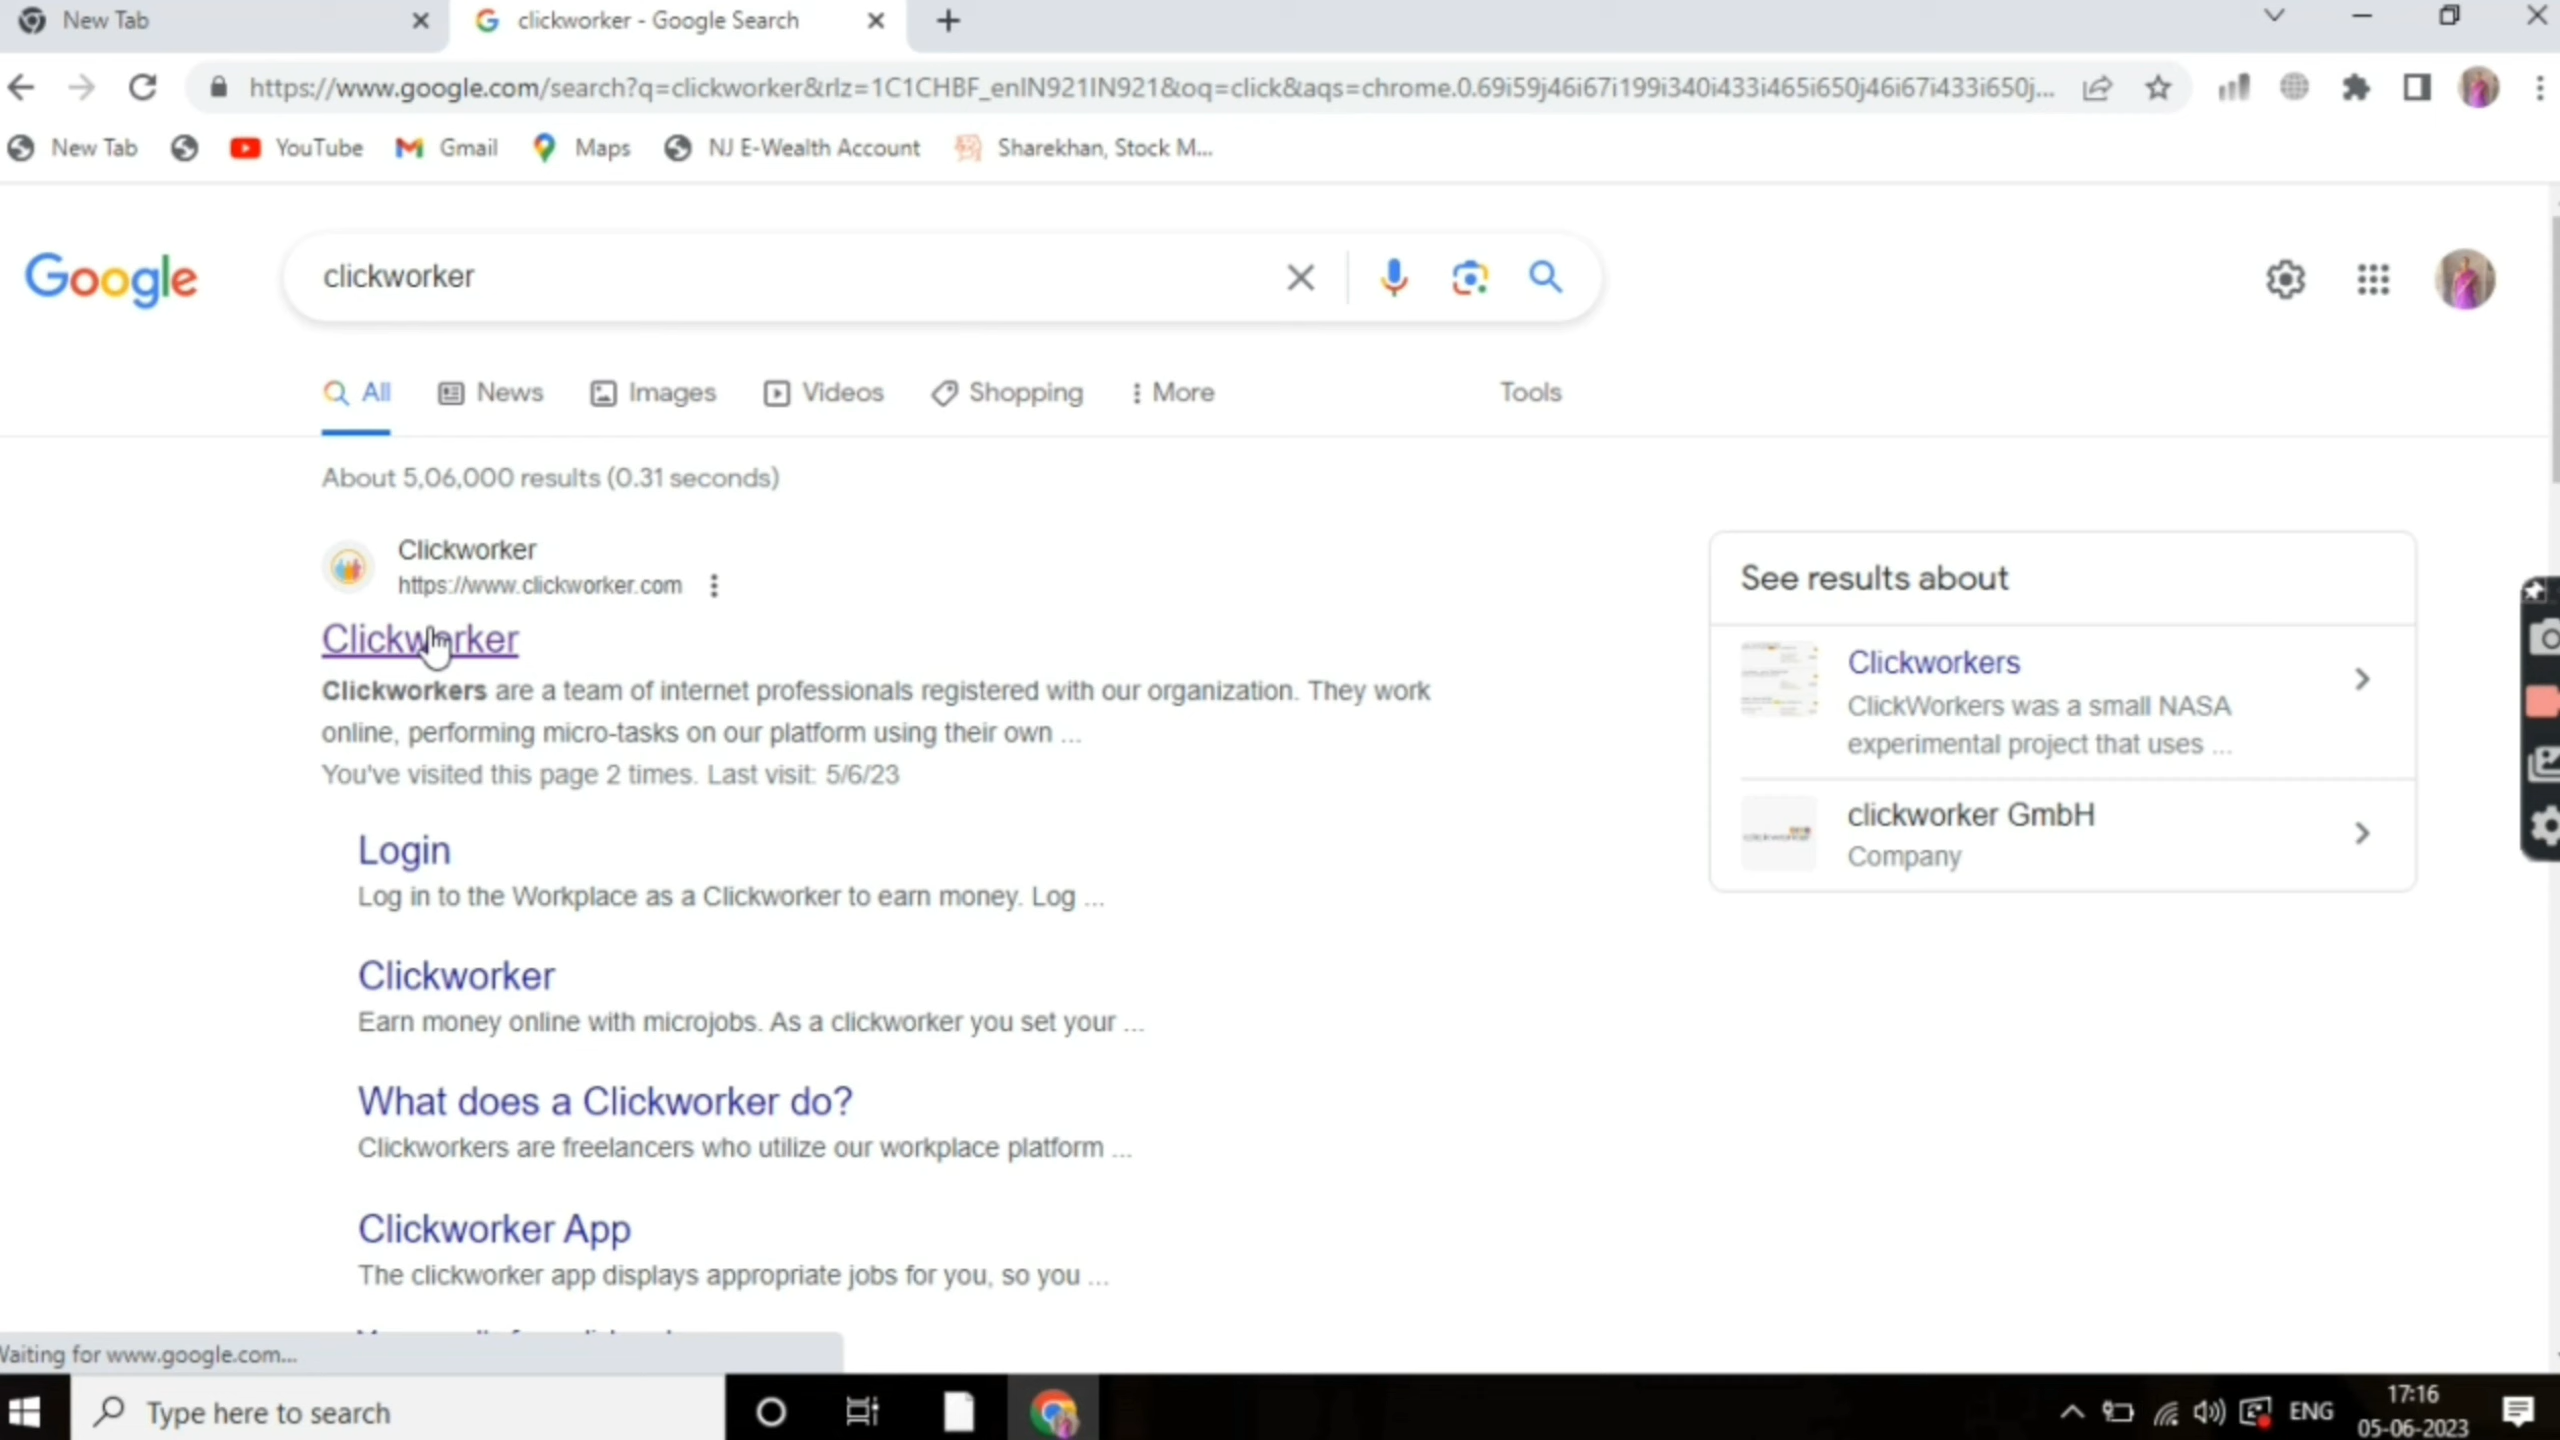 New Tab
clickworker - Google Search
https://www.google.com/search?q=clickworker&rlz=1C1CHBF_enIN921IN921&oq=click&aqs=chrome.0.69i59j46i67i199i340i433i465i650j46i67i433i650j...
New Tab YouTube Gmail Maps NJ E-Wealth Account Sharekhan, Stock M...
Google
clickworker
All News Images Videos Shopping More Tools
About 5,06,000 results (0.31 seconds)
Clickworker
https://www.clickworker.com
Clickworker
Clickworkers are a team of internet professionals registered with our organization. They work
online, performing micro-tasks on our platform using their own ...
You've visited this page 2 times. Last visit: 5/6/23
Login
Log in to the Workplace as a Clickworker to earn money. Log ...
Clickworker
Earn money online with microjobs. As a clickworker you set your ...
What does a Clickworker do?
Clickworkers are freelancers who utilize our workplace platform ...
Clickworker App
The clickworker app displays appropriate jobs for you, so you ...
See results about
Clickworkers
ClickWorkers was a small NASA
experimental project that uses ...
clickworker GmbH
Company
for www.google.com...
Type here to search
ENG
17:16
05-06-2023